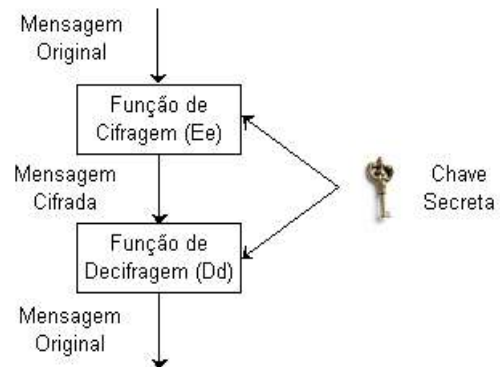 Mensagem
Original
Função de
Cifragem (Ee)
Mensagem
Cifrada
Chave
Secreta
Função de
Decifragem (Dd)
Mensagem
Original